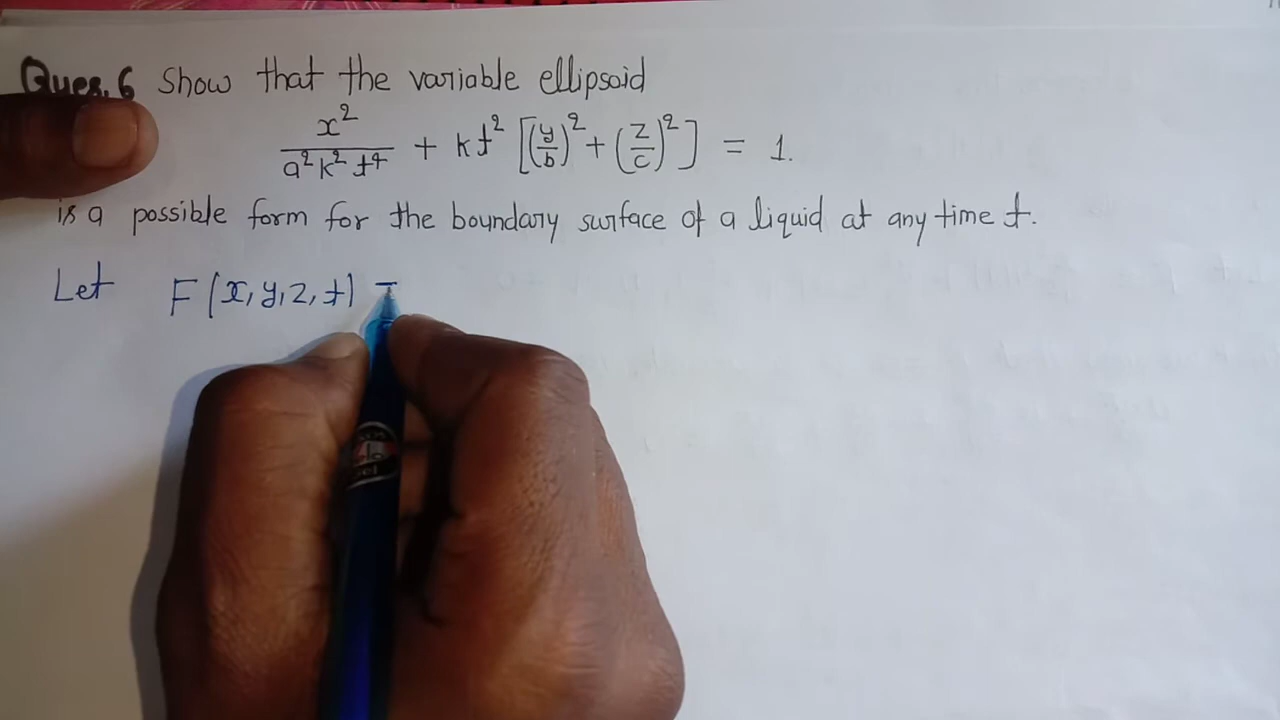 Ques. 6 Show that the variable ellipsoid
x²/(a²k²t⁴) + kt² [(y/b)² + (z/c)²] = 1.
is a possible form for the boundary surface of a liquid at any time t.
Let F(x, y, z, t) =